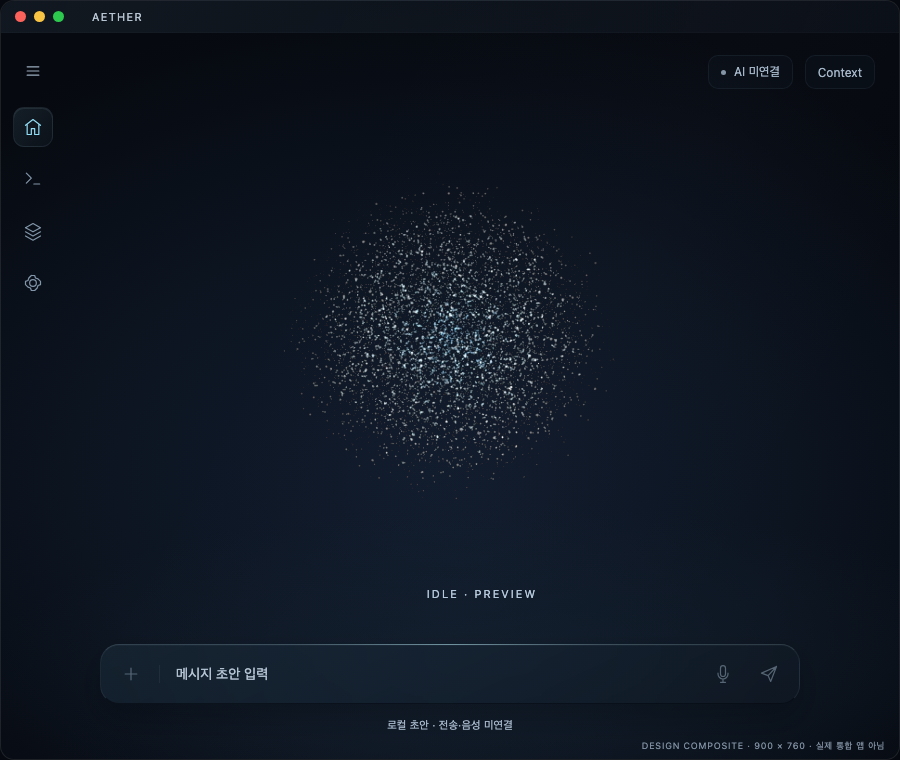 AETHER
AI 미연결
Context
IDLE · PREVIEW
메시지 초안 입력
로컬 초안 · 전송·음성 미연결
DESIGN COMPOSITE · 900 × 760 · 실제 통합 앱 아님